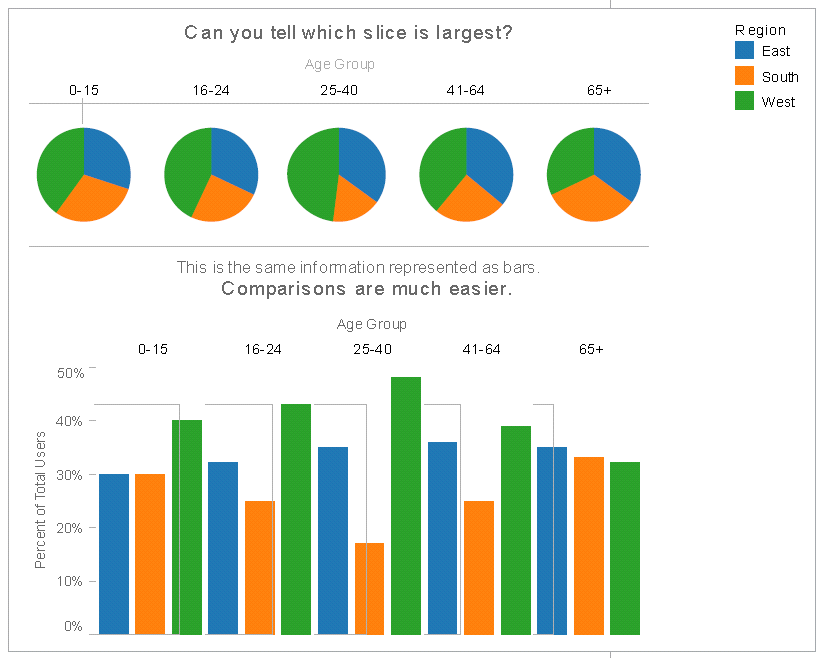 Can you tell which slice is largest?
Age Group
0-15 16-24 25-40 41-64 65+
Region
East
South
West
This is the same information represented as bars.
Comparisons are much easier.
Age Group
0-15 16-24 25-40 41-64 65+
Percent of Total Users
50%
40%
30%
20%
10%
0%